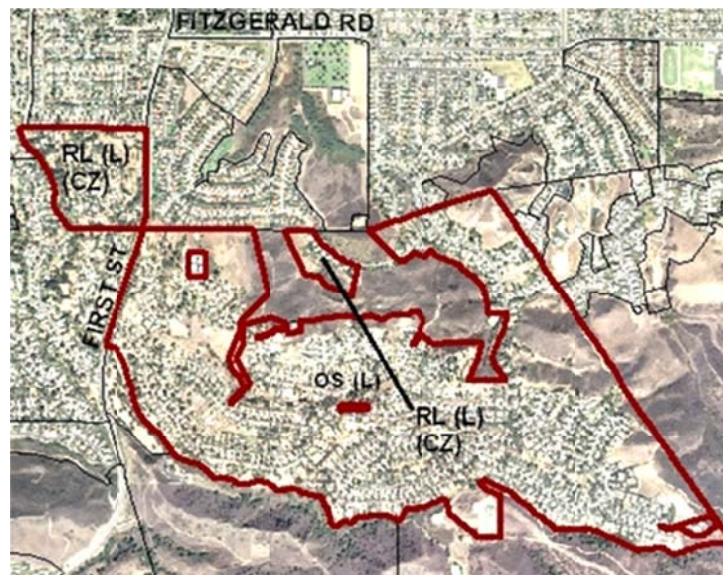 FITZGERALD RD
RL (L)
(CZ)
FIRST ST
OS (L)
RL (L)
(CZ)